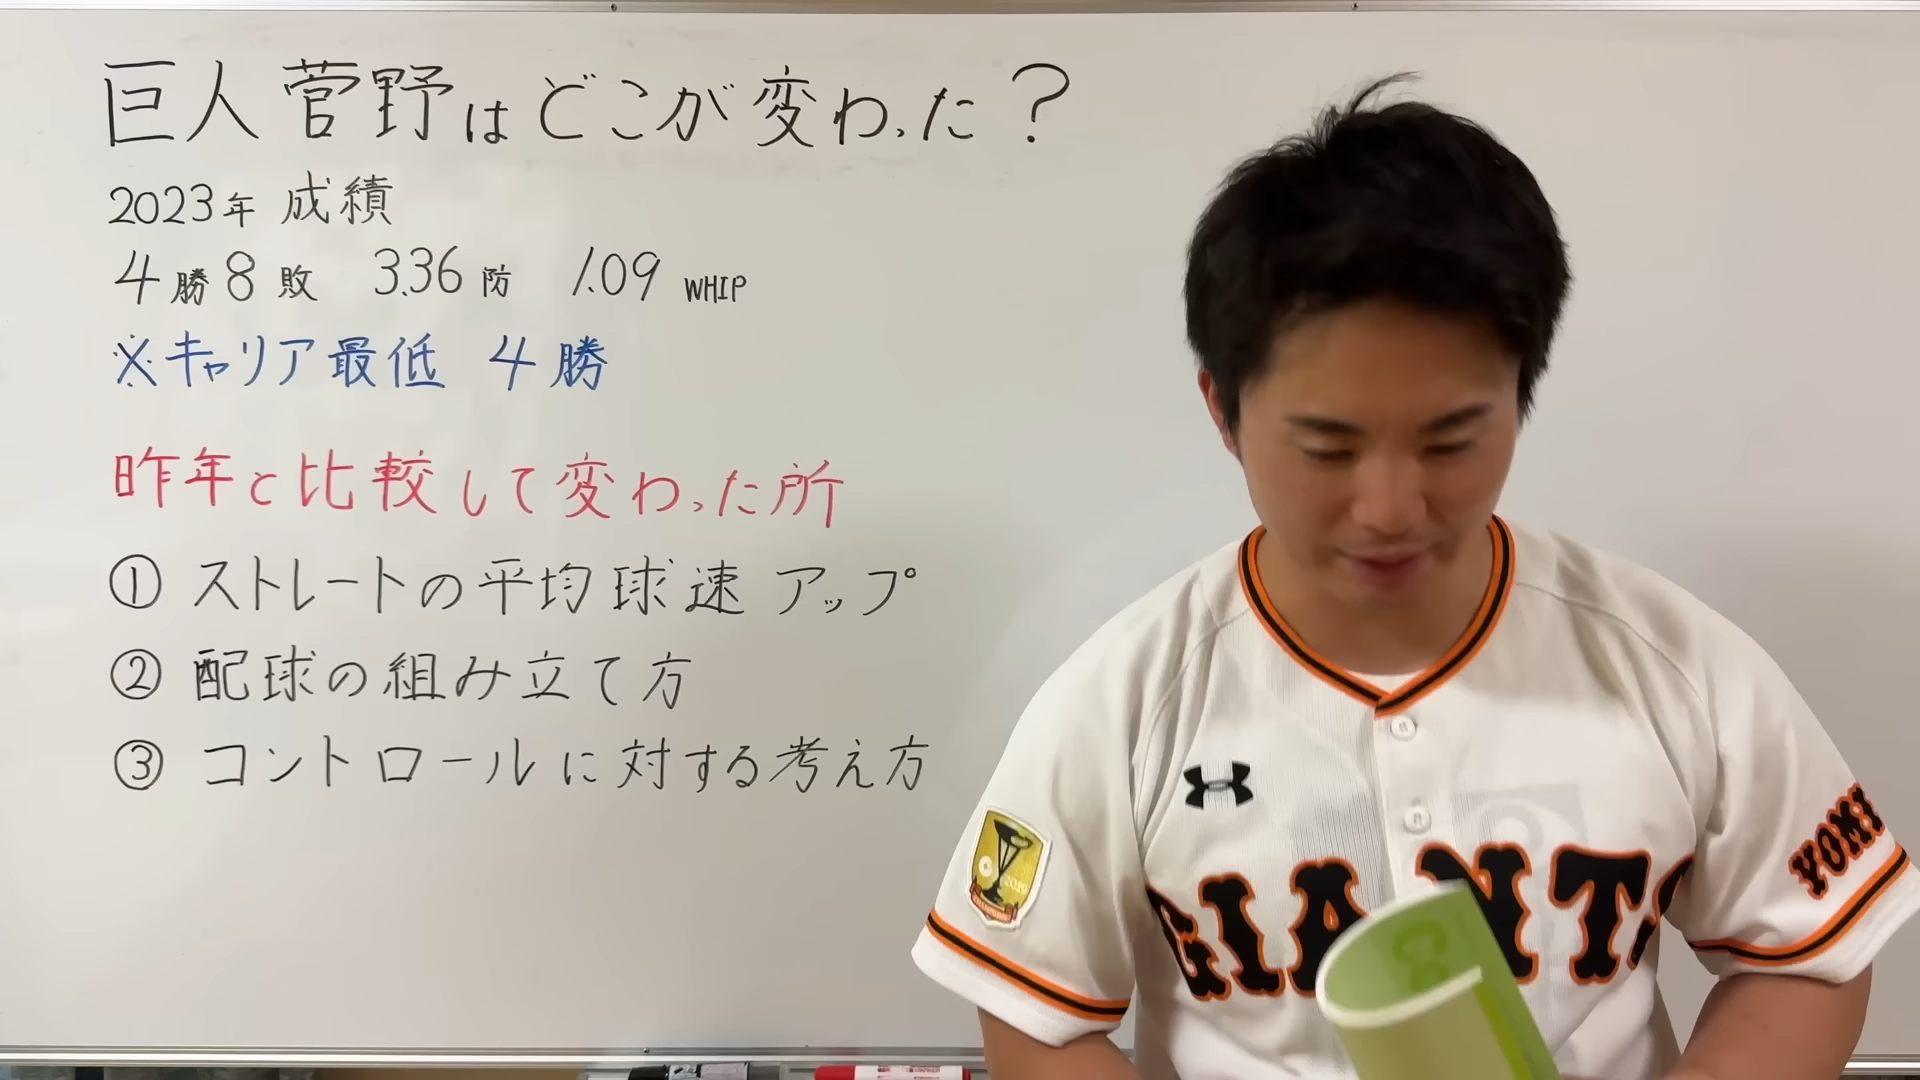 巨人菅野はどこが変わった？
2023年 成績
4勝8敗 3.36防 1.09 WHIP
※キャリア最低 4勝
昨年と比較して変わった所
① ストレートの平均球速アップ
② 配球の組み立て方
③ コントロールに対する考え方
GIANTS
YOMI
2019